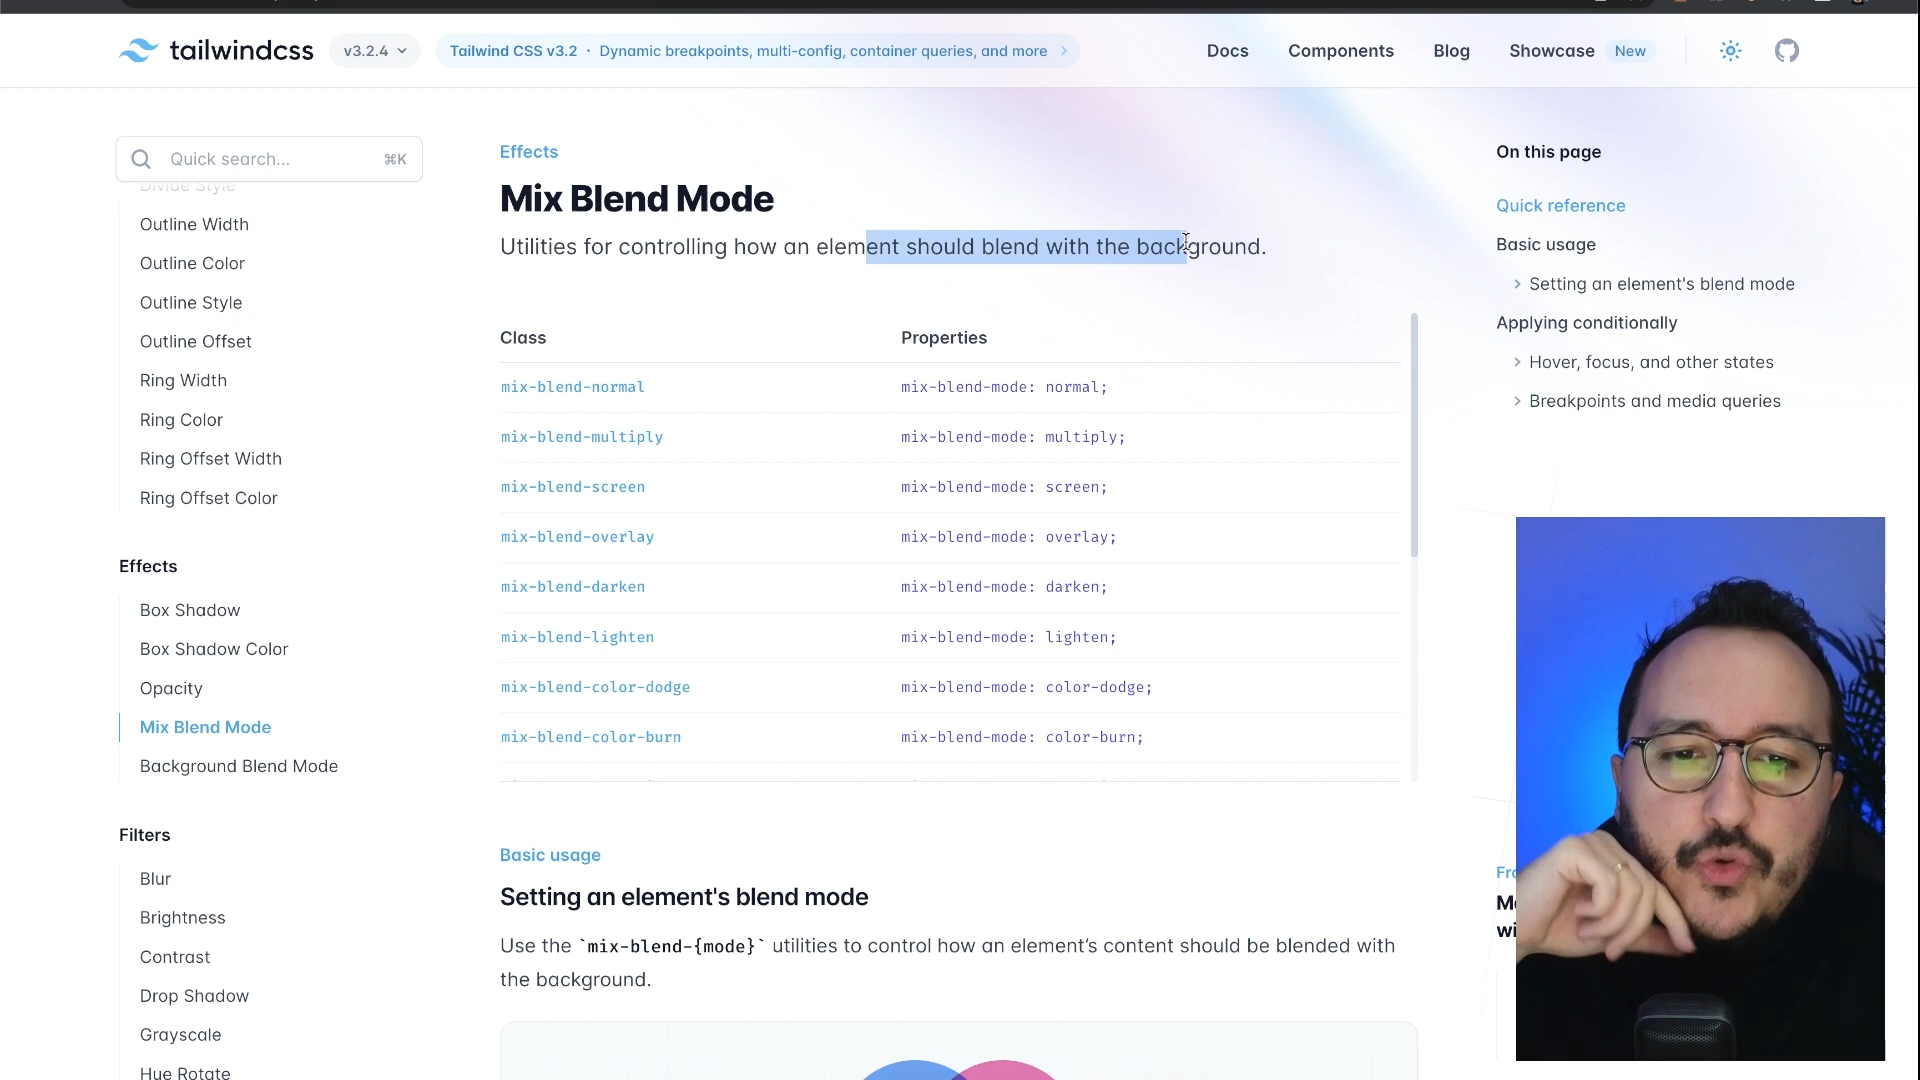 tailwindcss
v3.2.4
Tailwind CSS v3.2 · Dynamic breakpoints, multi-config, container queries, and more
Docs
Components
Blog
Showcase
New
Quick search...
⌘K
Divide Style
Outline Width
Outline Color
Outline Style
Outline Offset
Ring Width
Ring Color
Ring Offset Width
Ring Offset Color
Effects
Box Shadow
Box Shadow Color
Opacity
Mix Blend Mode
Background Blend Mode
Filters
Blur
Brightness
Contrast
Drop Shadow
Grayscale
Hue Rotate
Effects
Mix Blend Mode
Utilities for controlling how an element should blend with the background.
Class Properties
mix-blend-normal mix-blend-mode: normal;
mix-blend-multiply mix-blend-mode: multiply;
mix-blend-screen mix-blend-mode: screen;
mix-blend-overlay mix-blend-mode: overlay;
mix-blend-darken mix-blend-mode: darken;
mix-blend-lighten mix-blend-mode: lighten;
mix-blend-color-dodge mix-blend-mode: color-dodge;
mix-blend-color-burn mix-blend-mode: color-burn;
Basic usage
Setting an element's blend mode
Use the `mix-blend-{mode}` utilities to control how an element’s content should be blended with
the background.
On this page
Quick reference
Basic usage
Setting an element's blend mode
Applying conditionally
Hover, focus, and other states
Breakpoints and media queries